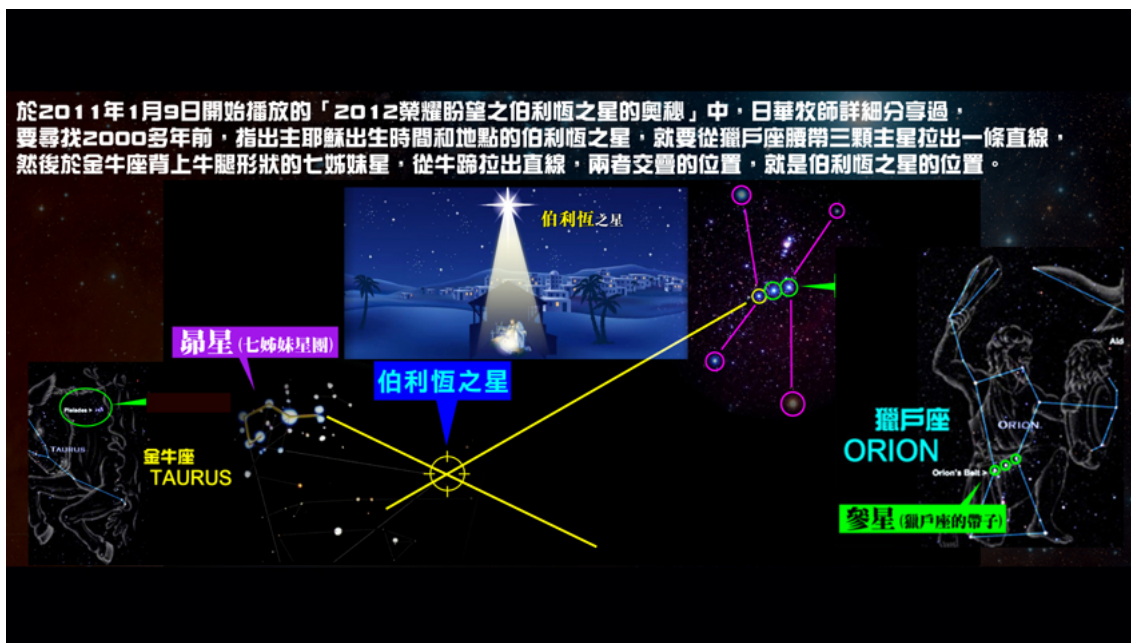 於2011年1月9日開始播放的「2012榮耀盼望之伯利恆之星的奧秘」中，日華牧師詳細分享過，
要尋找2000多年前，指出主耶穌出生時間和地點的伯利恆之星，就要從獵戶座腰帶三顆主星拉出一條直線，
然後於金牛座背上牛腿形狀的七姊妹星，從牛蹄拉出直線，兩者交疊的位置，就是伯利恆之星的位置。
伯利恆之星
昴星(七姊妹星團)
伯利恆之星
Pleiades >
TAURUS
金牛座
TAURUS
獵戶座
ORION
ORION
Orion's Belt >
參星(獵戶座的帶子)